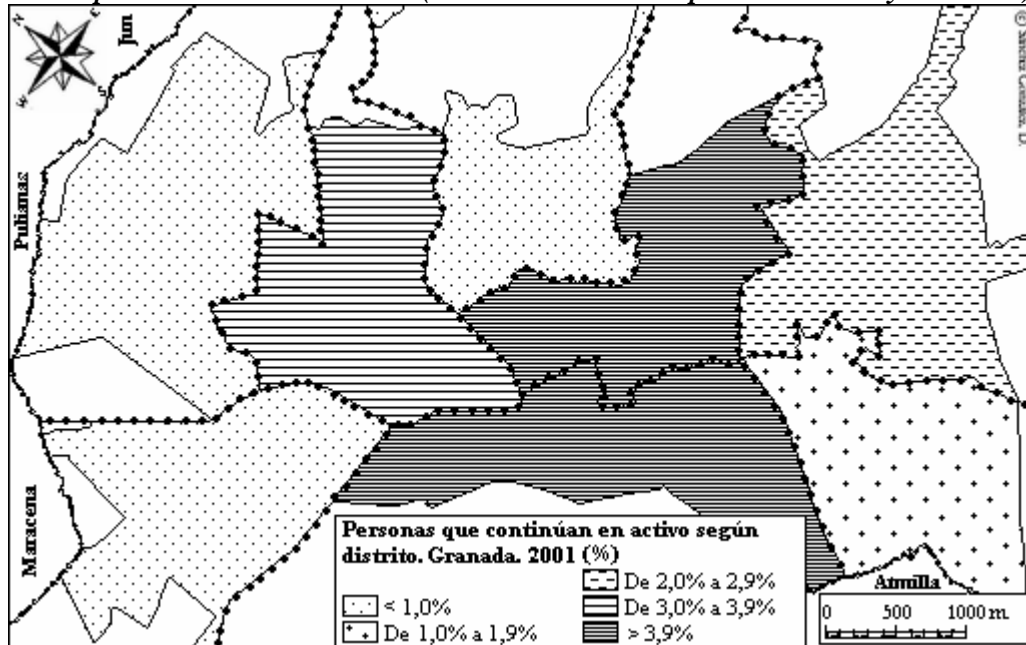 N
E
S
W
Jun
Pulianas
Maracena
Armilla
Personas que continúan en activo según
distrito. Granada. 2001 (%)
< 1,0%
De 1,0% a 1,9%
De 2,0% a 2,9%
De 3,0% a 3,9%
> 3,9%
0 500 1000 m.